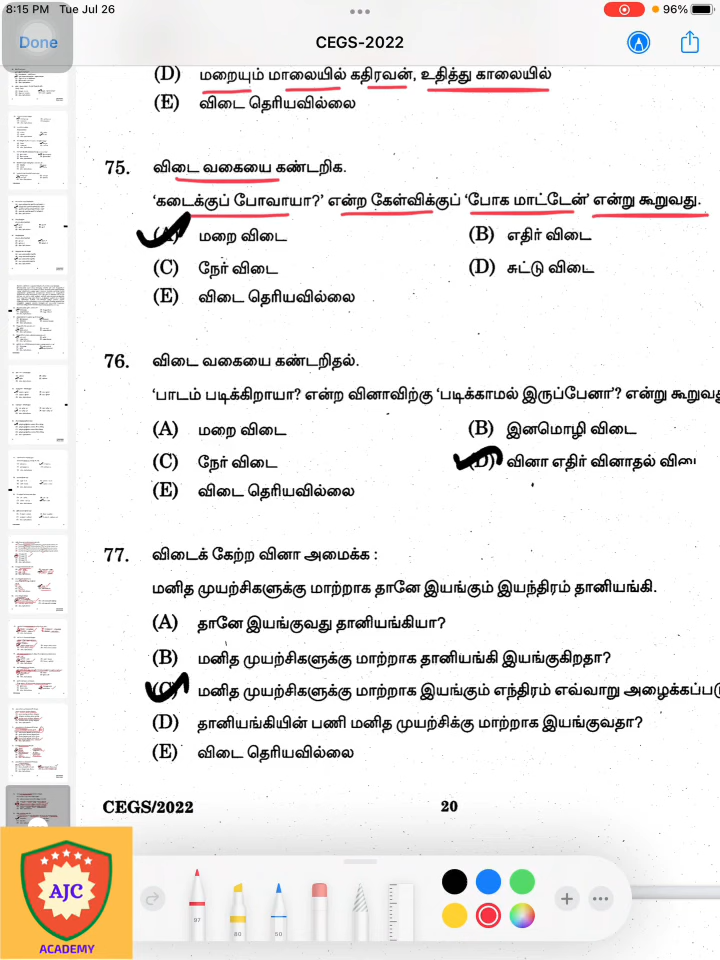 8:15 PM Tue Jul 26
96%
Done
CEGS-2022
(D) மறையும் மாலையில் கதிரவன், உதித்து காலையில்
(E) விடை தெரியவில்லை
75. விடை வகையை கண்டறிக.
'கடைக்குப் போவாயா?' என்ற கேள்விக்குப் 'போக மாட்டேன்' என்று கூறுவது.
(A) மறை விடை
(B) எதிர் விடை
(C) நேர் விடை
(D) சுட்டு விடை
(E) விடை தெரியவில்லை
76. விடை வகையை கண்டறிதல்.
'பாடம் படிக்கிறாயா? என்ற வினாவிற்கு 'படிக்காமல் இருப்பேனா'? என்று கூறுவது
(A) மறை விடை
(B) இனமொழி விடை
(C) நேர் விடை
(D) வினா எதிர் வினாதல்
(E) விடை தெரியவில்லை
77. விடைக் கேற்ற வினா அமைக்க :
மனித முயற்சிகளுக்கு மாற்றாக தானே இயங்கும் இயந்திரம் தானியங்கி.
(A) தானே இயங்குவது தானியங்கியா?
(B) மனித முயற்சிகளுக்கு மாற்றாக தானியங்கி இயங்குகிறதா?
(C) மனித முயற்சிகளுக்கு மாற்றாக இயங்கும் எந்திரம் எவ்வாறு அழைக்கப்படு
(D) தானியங்கியின் பணி மனித முயற்சிக்கு மாற்றாக இயங்குவதா?
(E) விடை தெரியவில்லை
CEGS/2022
20
AJC
ACADEMY
97
80
50